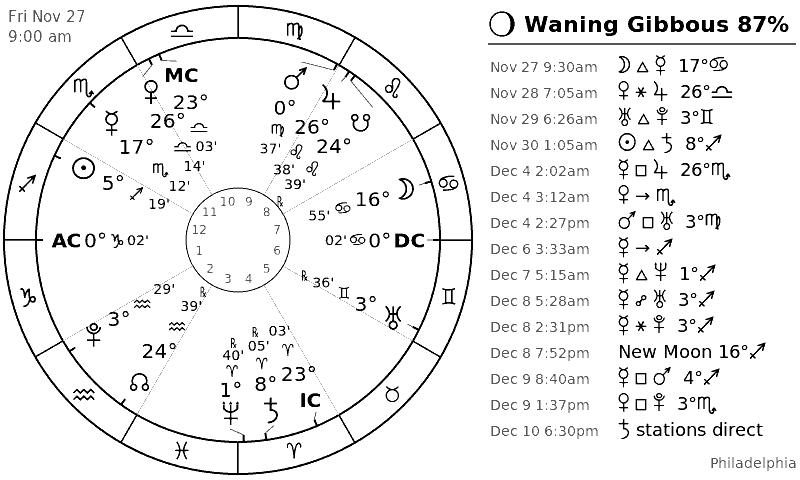 Fri Nov 27
9:00 am
Waning Gibbous 87%
Nov 27 9:30am ☽ △ ☿ 17°♋
Nov 28 7:05am ♀ ⚹ ♃ 26°♎
Nov 29 6:26am ♅ △ ⯓ 3°♊
Nov 30 1:05am ☉ △ ♄ 8°♐
Dec 4 2:02am ☿ □ ♃ 26°♏
Dec 4 3:12am ♀ → ♏
Dec 4 2:27pm ♂ □ ♅ 3°♍
Dec 6 3:33am ☿ → ♐
Dec 7 5:15am ☿ △ ♆ 1°♐
Dec 8 5:28am ☿ ☍ ♅ 3°♐
Dec 8 2:31pm ☿ ⚹ ⯓ 3°♐
Dec 8 7:52pm New Moon 16°♐
Dec 9 8:40am ☿ □ ♂ 4°♐
Dec 9 1:37pm ♀ □ ⯓ 3°♏
Dec 10 6:30pm ♄ stations direct
Philadelphia
MC 23° ♎ 03'
♀ 26° ♎ 14'
☿ 17° ♏ 12'
☉ 5° ♐ 19'
AC 0° ♑ 02'
⯓ 3° ♒ 29'
☊ 24° ♒ 39' ℞
♆ 1° ♈ 40' ℞
♄ 8° ♈ 05' ℞
IC 23° ♈ 03'
♅ 3° ♊ 36' ℞
DC 0° ♋ 02'
☽ 16° ♋ 55'
☋ 24° ♌ 39' ℞
♃ 26° ♌ 38'
♂ 0° ♍ 37'
♎
♍
♌
♋
♊
♉
♈
♓
♒
♑
♐
♏
1
2
3
4
5
6
7
8
9
10
11
12